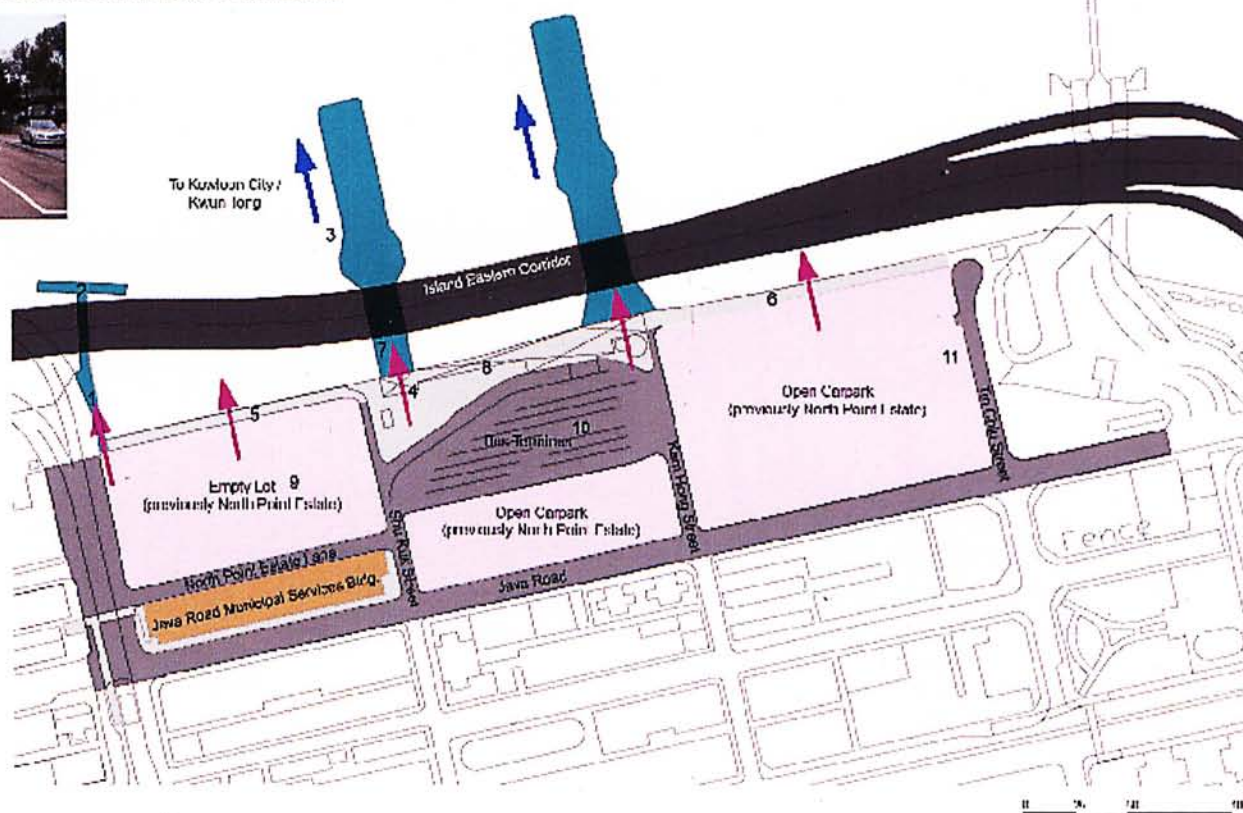 To Kowloon City /
Kwun Tong
3
2
Island Eastern Corridor
7
4
8
6
5
11
1
10
Bus Terminus
Open Carpark
(previously North Point Estate)
Tin Chiu Street
Empty Lot 9
(previously North Point Estate)
Kam Hong Street
Open Carpark
(previously North Point Estate)
Shu Kuk Street
North Point Estate Lane
Java Road Municipal Services Bldg.
Java Road
0